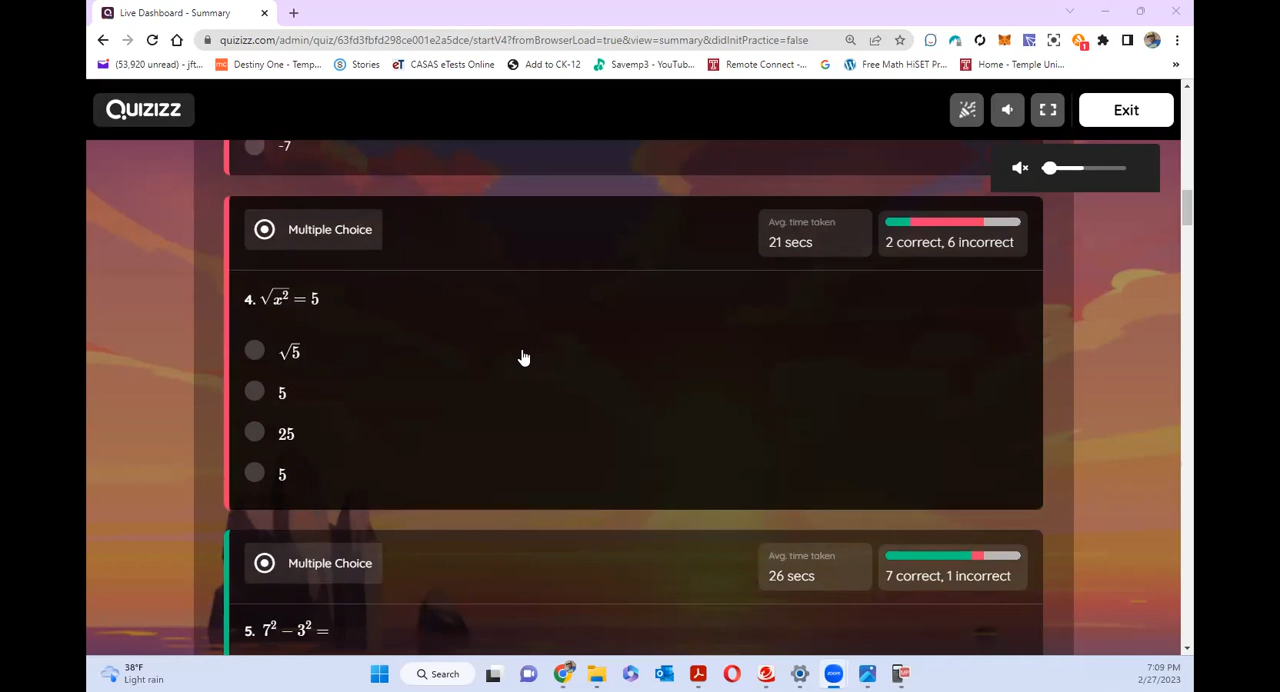 Live Dashboard - Summary
quizizz.com/admin/quiz/63fd3fbfd298ce001e2a5dce/startV4?fromBrowserLoad=true&view=summary&didInitPractice=false
1
(53,920 unread) - jft...
mc Destiny One - Temp...
S Stories
eT CASAS eTests Online
Add to CK-12
Savemp3 - YouTub...
T Remote Connect -...
G
W Free Math HiSET Pr...
T Home - Temple Uni...
»
QUIZIZZ
Exit
-7
Multiple Choice
Avg. time taken
21 secs
2 correct, 6 incorrect
4. √x² = 5
√5
5
25
5
Multiple Choice
Avg. time taken
26 secs
7 correct, 1 incorrect
5. 7² − 3² =
38°F
Light rain
Search
zoom
7:09 PM
2/27/2023